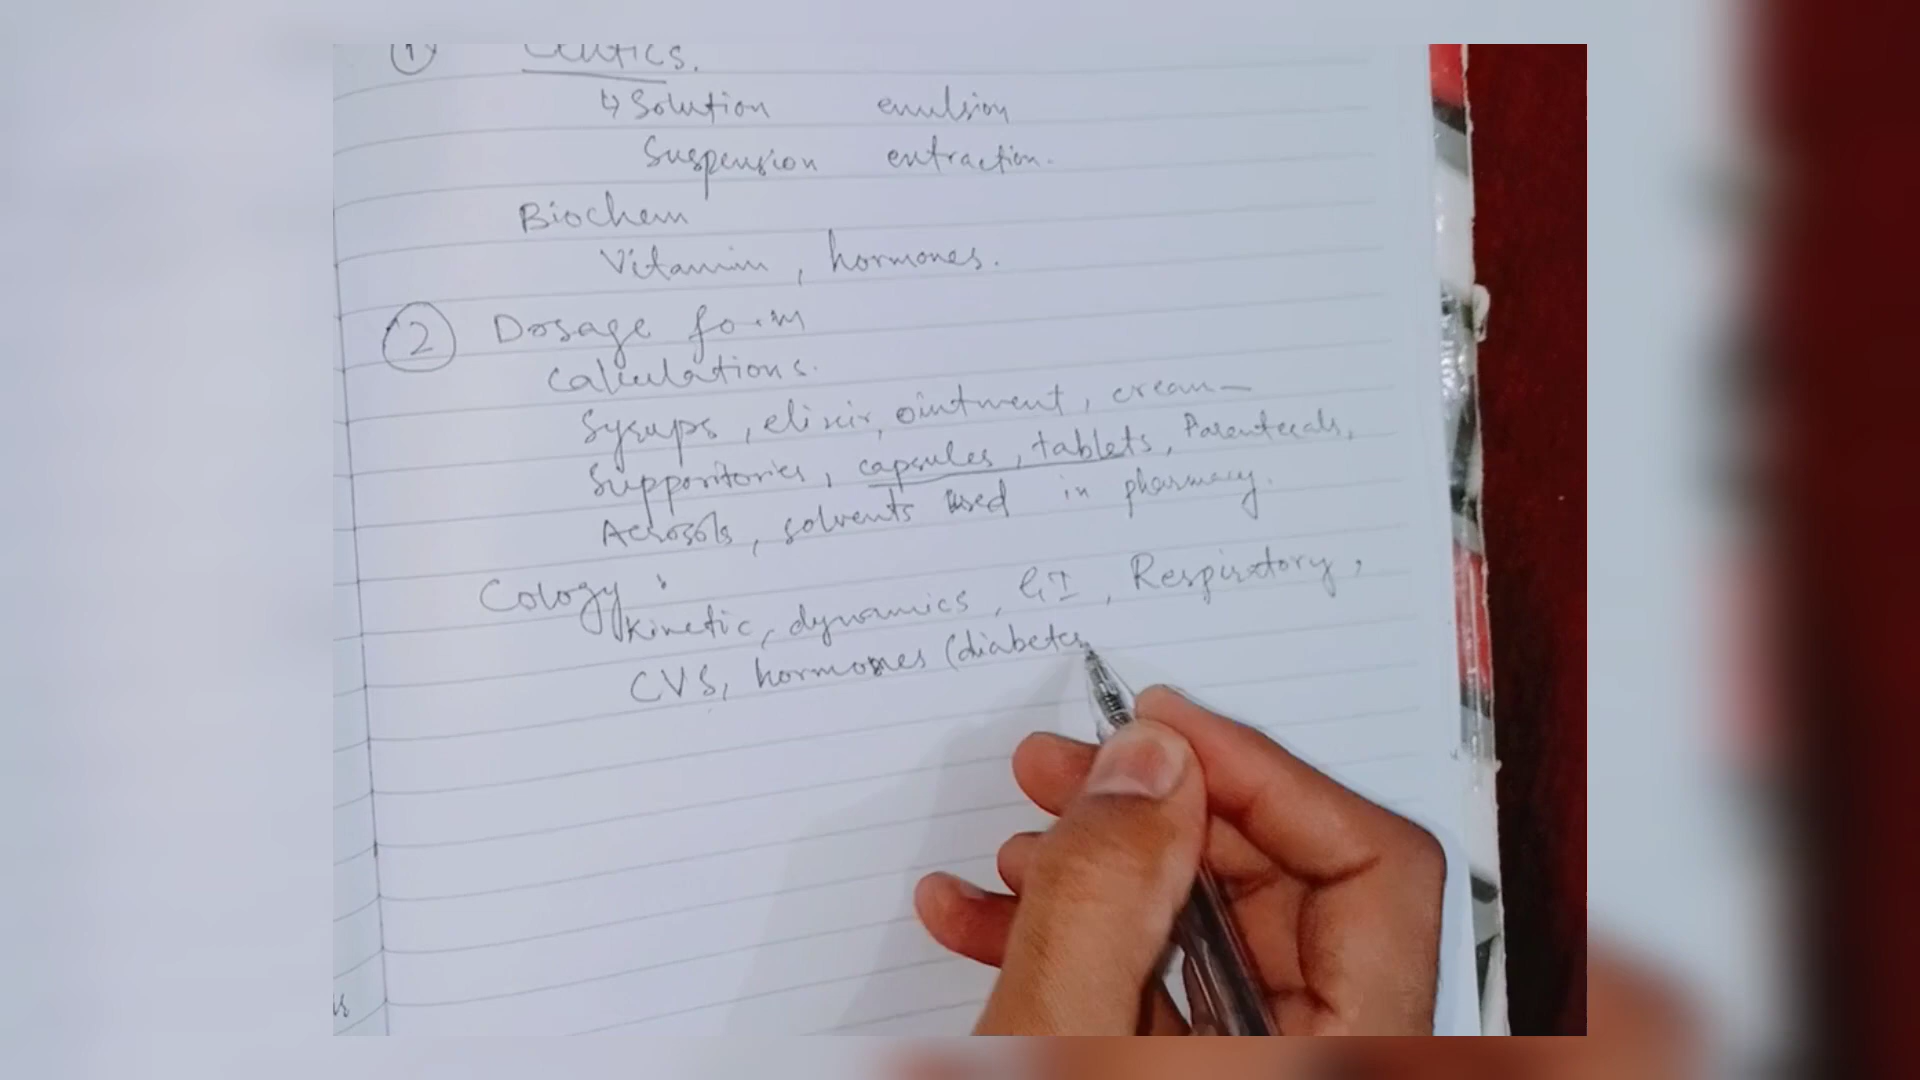 ① Ceutics.
↳ Solution emulsion
Suspension extraction.
Biochem
Vitamin, hormones.
② Dosage form
Calculations.
Syrups, elixir, ointment, cream
Suppositories, capsules, tablets, Parenterals,
Aerosols, solvents used in pharmacy.
Cology:
Kinetic, dynamics, GI, Respiratory,
CVS, hormones (diabetes